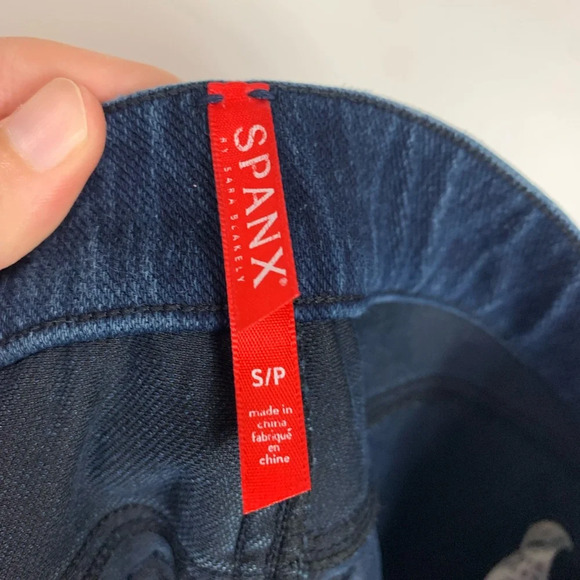 SPANX®
BY SARA BLAKELY
S/P
made in
china
fabriqué
en
chine